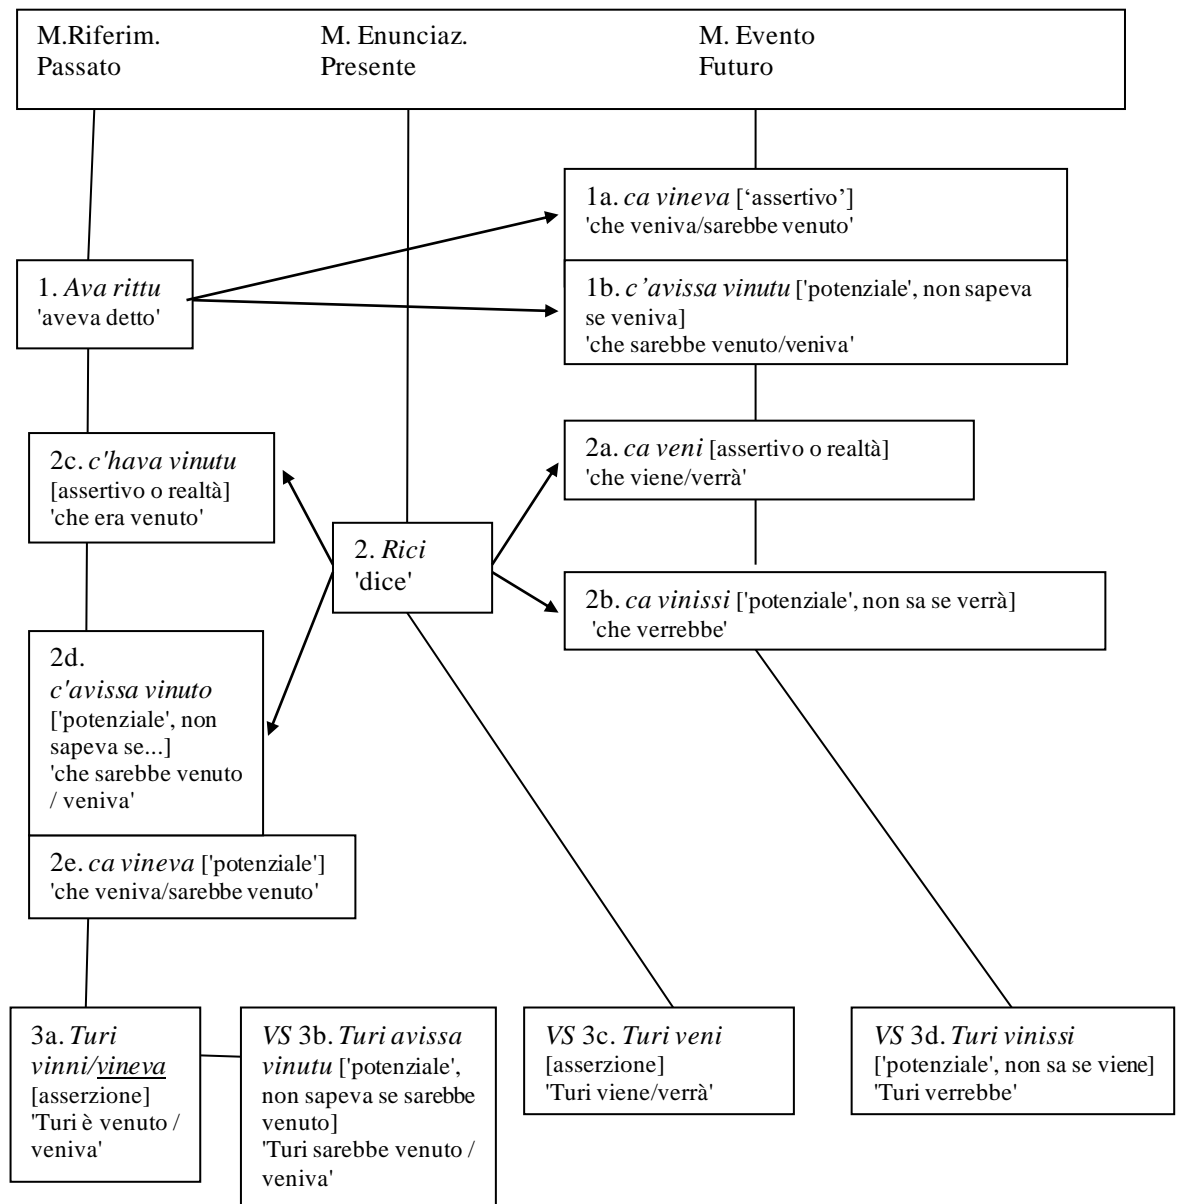 M.Riferim.
Passato
M. Enunciaz.
Presente
M. Evento
Futuro
1a. ca vineva [‘assertivo’]
'che veniva/sarebbe venuto'
1. Ava rittu
'aveva detto'
1b. c’avissa vinutu ['potenziale', non sapeva
se veniva]
'che sarebbe venuto/veniva'
2c. c'hava vinutu
[assertivo o realtà]
'che era venuto'
2a. ca veni [assertivo o realtà]
'che viene/verrà'
2. Rici
'dice'
2b. ca vinissi ['potenziale', non sa se verrà]
'che verrebbe'
2d.
c'avissa vinuto
['potenziale', non
sapeva se...]
'che sarebbe venuto
/ veniva'
2e. ca vineva ['potenziale']
'che veniva/sarebbe venuto'
3a. Turi
vinni/vineva
[asserzione]
'Turi è venuto /
veniva'
VS 3b. Turi avissa
vinutu ['potenziale',
non sapeva se sarebbe
venuto]
'Turi sarebbe venuto /
veniva'
VS 3c. Turi veni
[asserzione]
'Turi viene/verrà'
VS 3d. Turi vinissi
['potenziale', non sa se viene]
'Turi verrebbe'